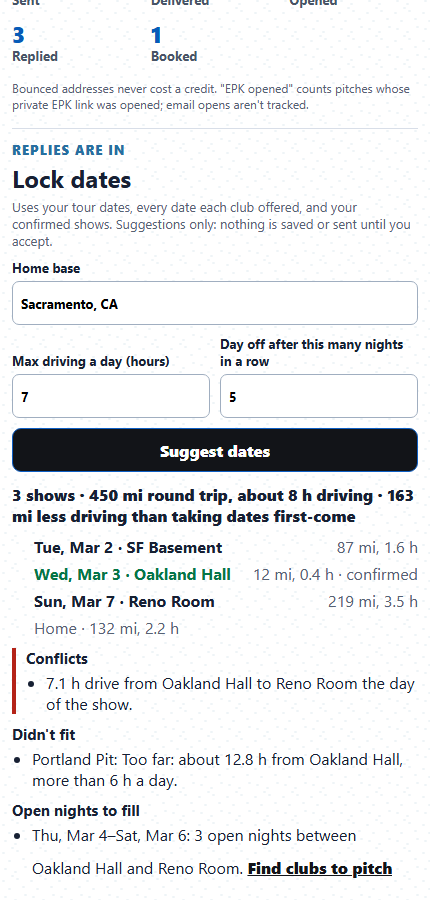 Sent Delivered Opened
3 1
Replied Booked
Bounced addresses never cost a credit. "EPK opened" counts pitches whose
private EPK link was opened; email opens aren't tracked.
REPLIES ARE IN
Lock dates
Uses your tour dates, every date each club offered, and your
confirmed shows. Suggestions only: nothing is saved or sent until you
accept.
Home base
Sacramento, CA
Max driving a day (hours)
Day off after this many nights
in a row
7 5
Suggest dates
3 shows · 450 mi round trip, about 8 h driving · 163
mi less driving than taking dates first-come
Tue, Mar 2 · SF Basement 87 mi, 1.6 h
Wed, Mar 3 · Oakland Hall 12 mi, 0.4 h · confirmed
Sun, Mar 7 · Reno Room 219 mi, 3.5 h
Home · 132 mi, 2.2 h
Conflicts
• 7.1 h drive from Oakland Hall to Reno Room the day
of the show.
Didn't fit
• Portland Pit: Too far: about 12.8 h from Oakland Hall,
more than 6 h a day.
Open nights to fill
• Thu, Mar 4–Sat, Mar 6: 3 open nights between
Oakland Hall and Reno Room. Find clubs to pitch